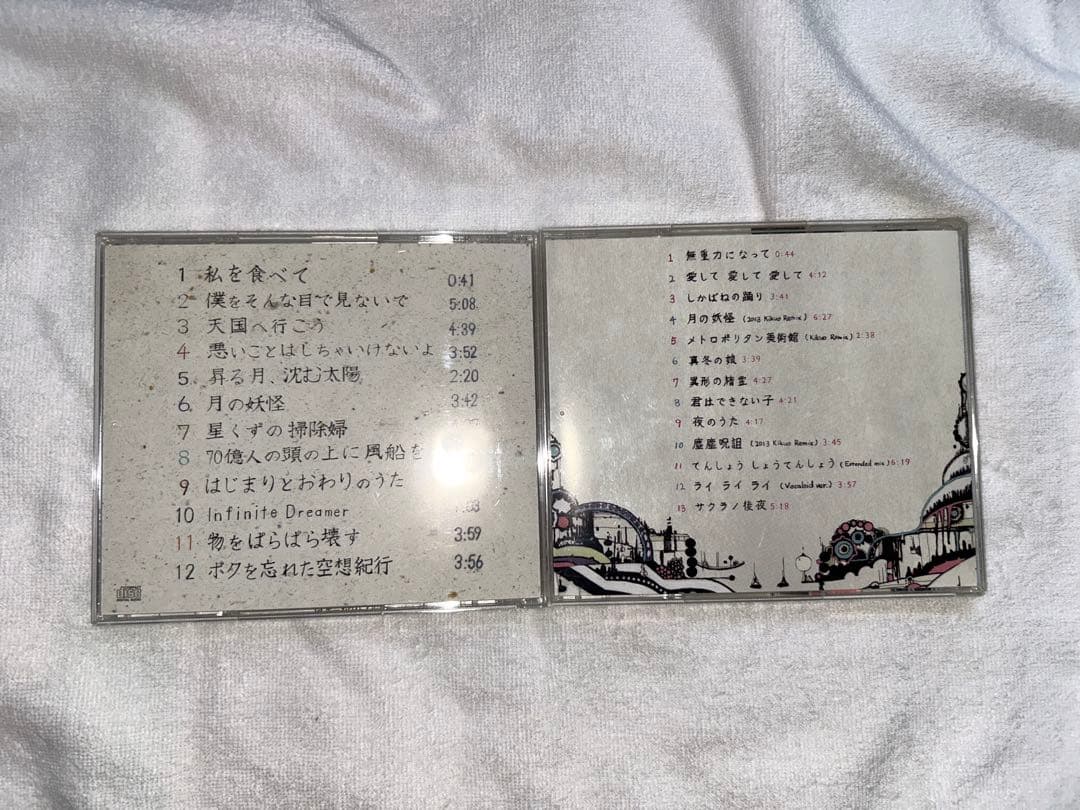 1 私を食べて 0:41
2 僕をそんな目で見ないで 5:08
3 天国へ行こう 4:39
4 悪いことはしちゃいけないよ 3:52
5 昇る月、沈む太陽 2:20
6 月の妖怪 3:42
7 星くずの掃除婦
8 70億人の頭の上に風船を
9 はじまりとおわりのうた
10 Infinite Dreamer
11 物をばらばら壊す 3:59
12 ボクを忘れた空想紀行 3:56
1 無重力になって 0:44
2 愛して 愛して 愛して 4:12
3 しかばねの踊り 3:41
4 月の妖怪 (2013 Kikuo Remix) 6:27
5 メトロポリタン美術館 (Kikuo Remix) 2:38
6 真冬の娘 3:39
7 異形の緒霊 4:27
8 君はできない子 4:21
9 夜のうた 4:17
10 塵塵呪詛 (2013 Kikuo Remix) 3:45
11 てんしょう しょうてんしょう (Extended mix) 6:19
12 ライ ライ ライ (Vocaloid ver.) 3:57
13 サクラノ後夜 5:18